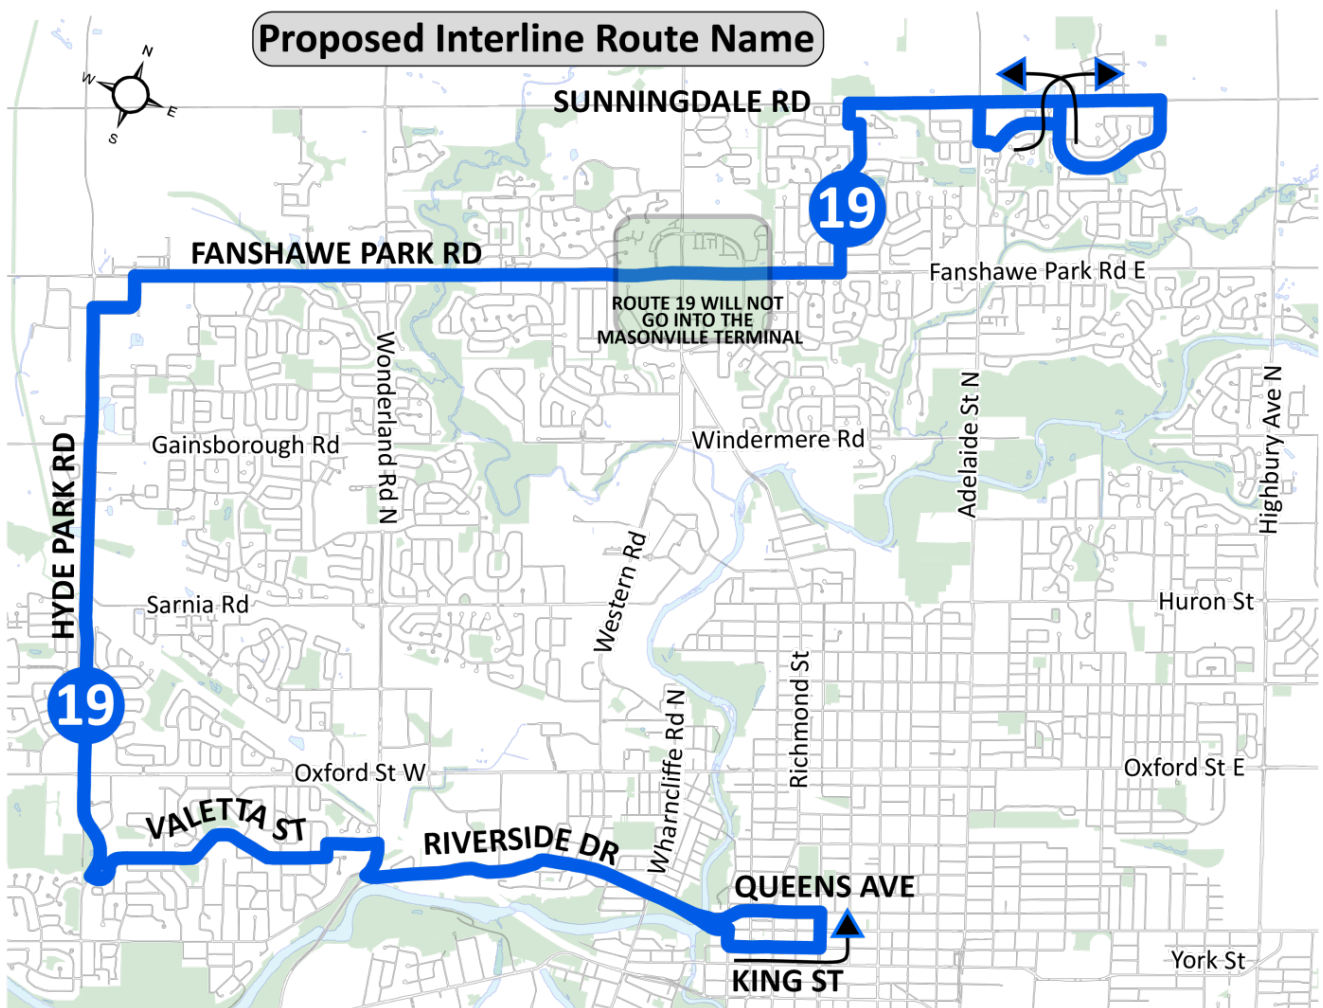 Proposed Interline Route Name
N
W
E
S
SUNNINGDALE RD
19
FANSHAWE PARK RD
Fanshawe Park Rd E
ROUTE 19 WILL NOT
GO INTO THE
MASONVILLE TERMINAL
Wonderland Rd N
Adelaide St N
Highbury Ave N
HYDE PARK RD
Gainsborough Rd
Windermere Rd
Western Rd
Sarnia Rd
Huron St
19
Wharncliffe Rd N
Richmond St
Oxford St W
Oxford St E
VALETTA ST
RIVERSIDE DR
QUEENS AVE
York St
KING ST